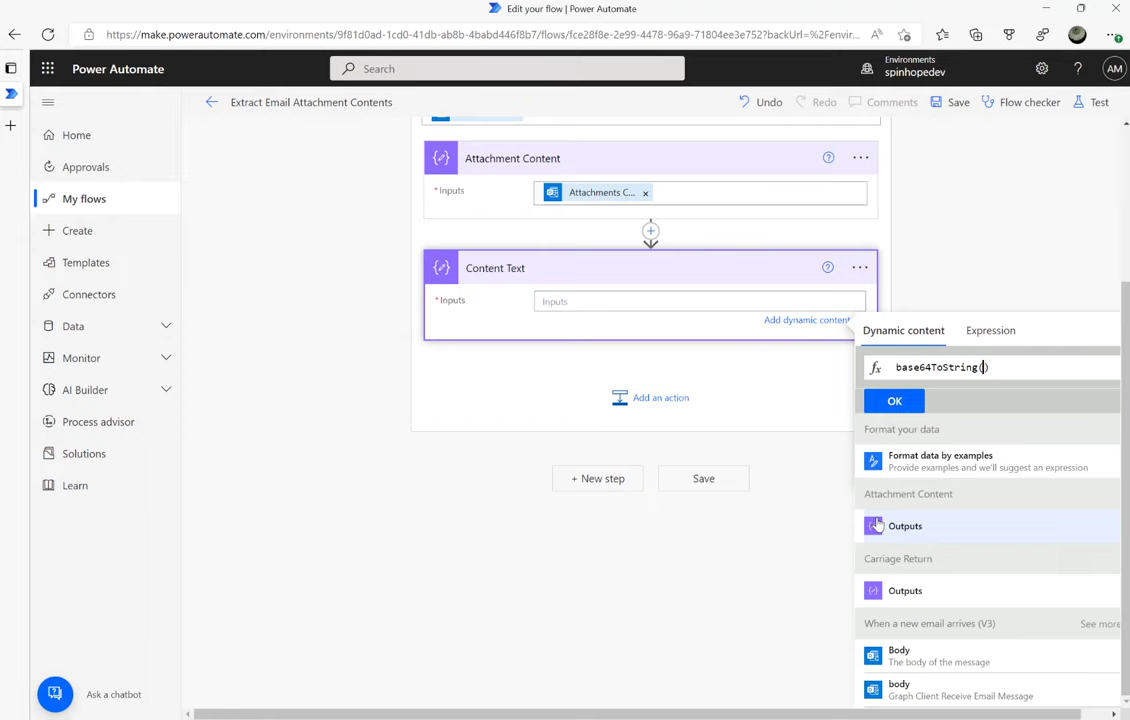 Edit your flow | Power Automate
https://make.powerautomate.com/environments/9f81d0ad-1cd0-41db-ab8b-4babd446f8b7/flows/fce28f8e-2e99-4478-96a9-71804ee3e752?backUrl=%2Fenvir...
Power Automate
Search
Environments
spinhopedev
?
AM
Extract Email Attachment Contents
Undo
Redo
Comments
Save
Flow checker
Test
Home
Approvals
My flows
Create
Templates
Connectors
Data
Monitor
AI Builder
Process advisor
Solutions
Learn
Ask a chatbot
Attachment Content
* Inputs
Attachments C... x
Content Text
* Inputs
Inputs
Add dynamic content
Add an action
+ New step
Save
Dynamic content
Expression
fx base64ToString()
OK
Format your data
Format data by examples
Provide examples and we'll suggest an expression
Attachment Content
Outputs
Carriage Return
Outputs
When a new email arrives (V3)
See more
Body
The body of the message
body
Graph Client Receive Email Message